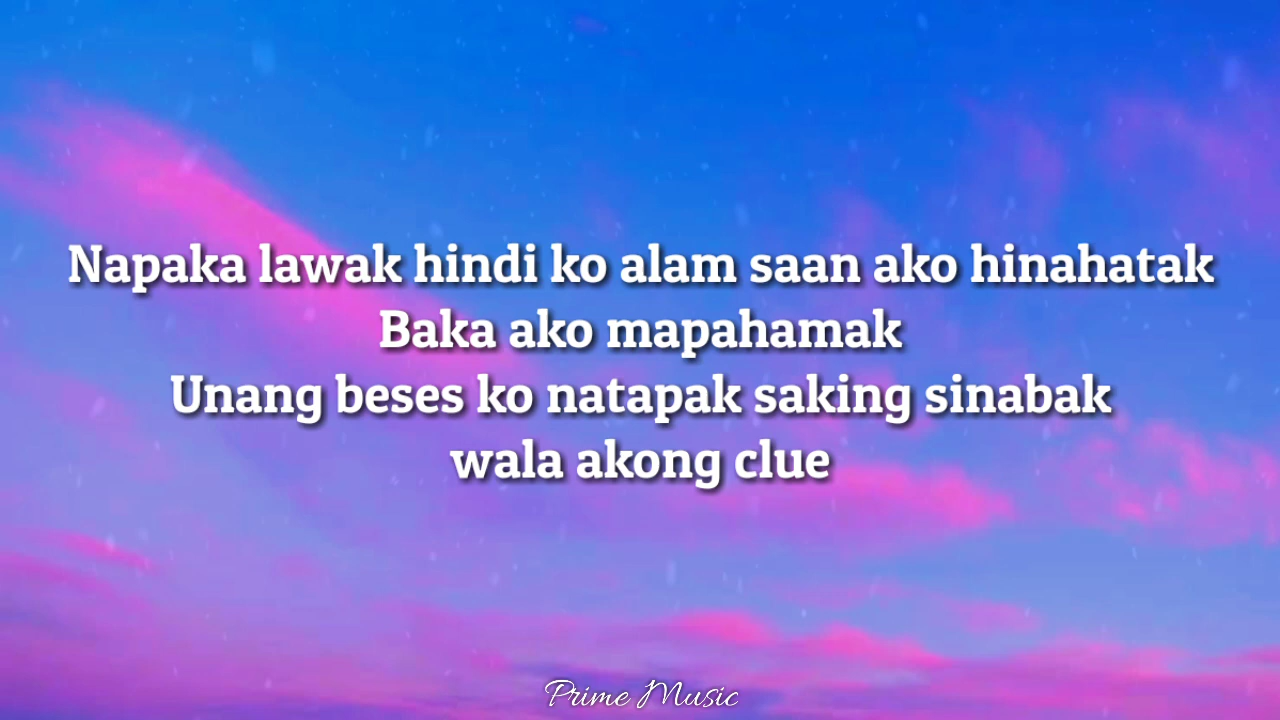 Napaka lawak hindi ko alam saan ako hinahatak
Baka ako mapahamak
Unang beses ko natapak saking sinabak
wala akong clue
Prime Music